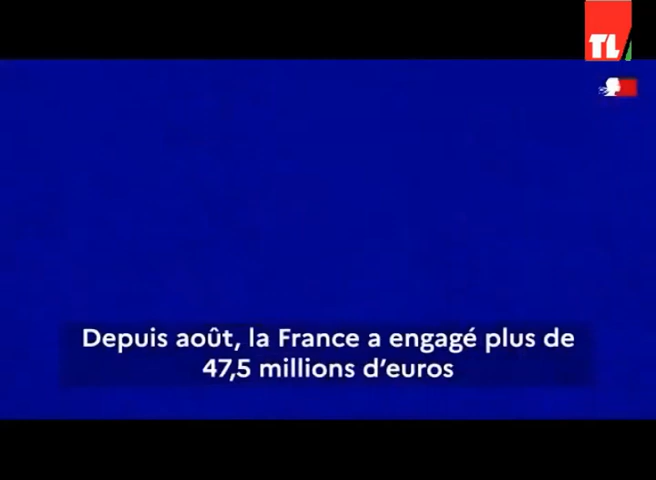 TL
Depuis août, la France a engagé plus de
47,5 millions d’euros